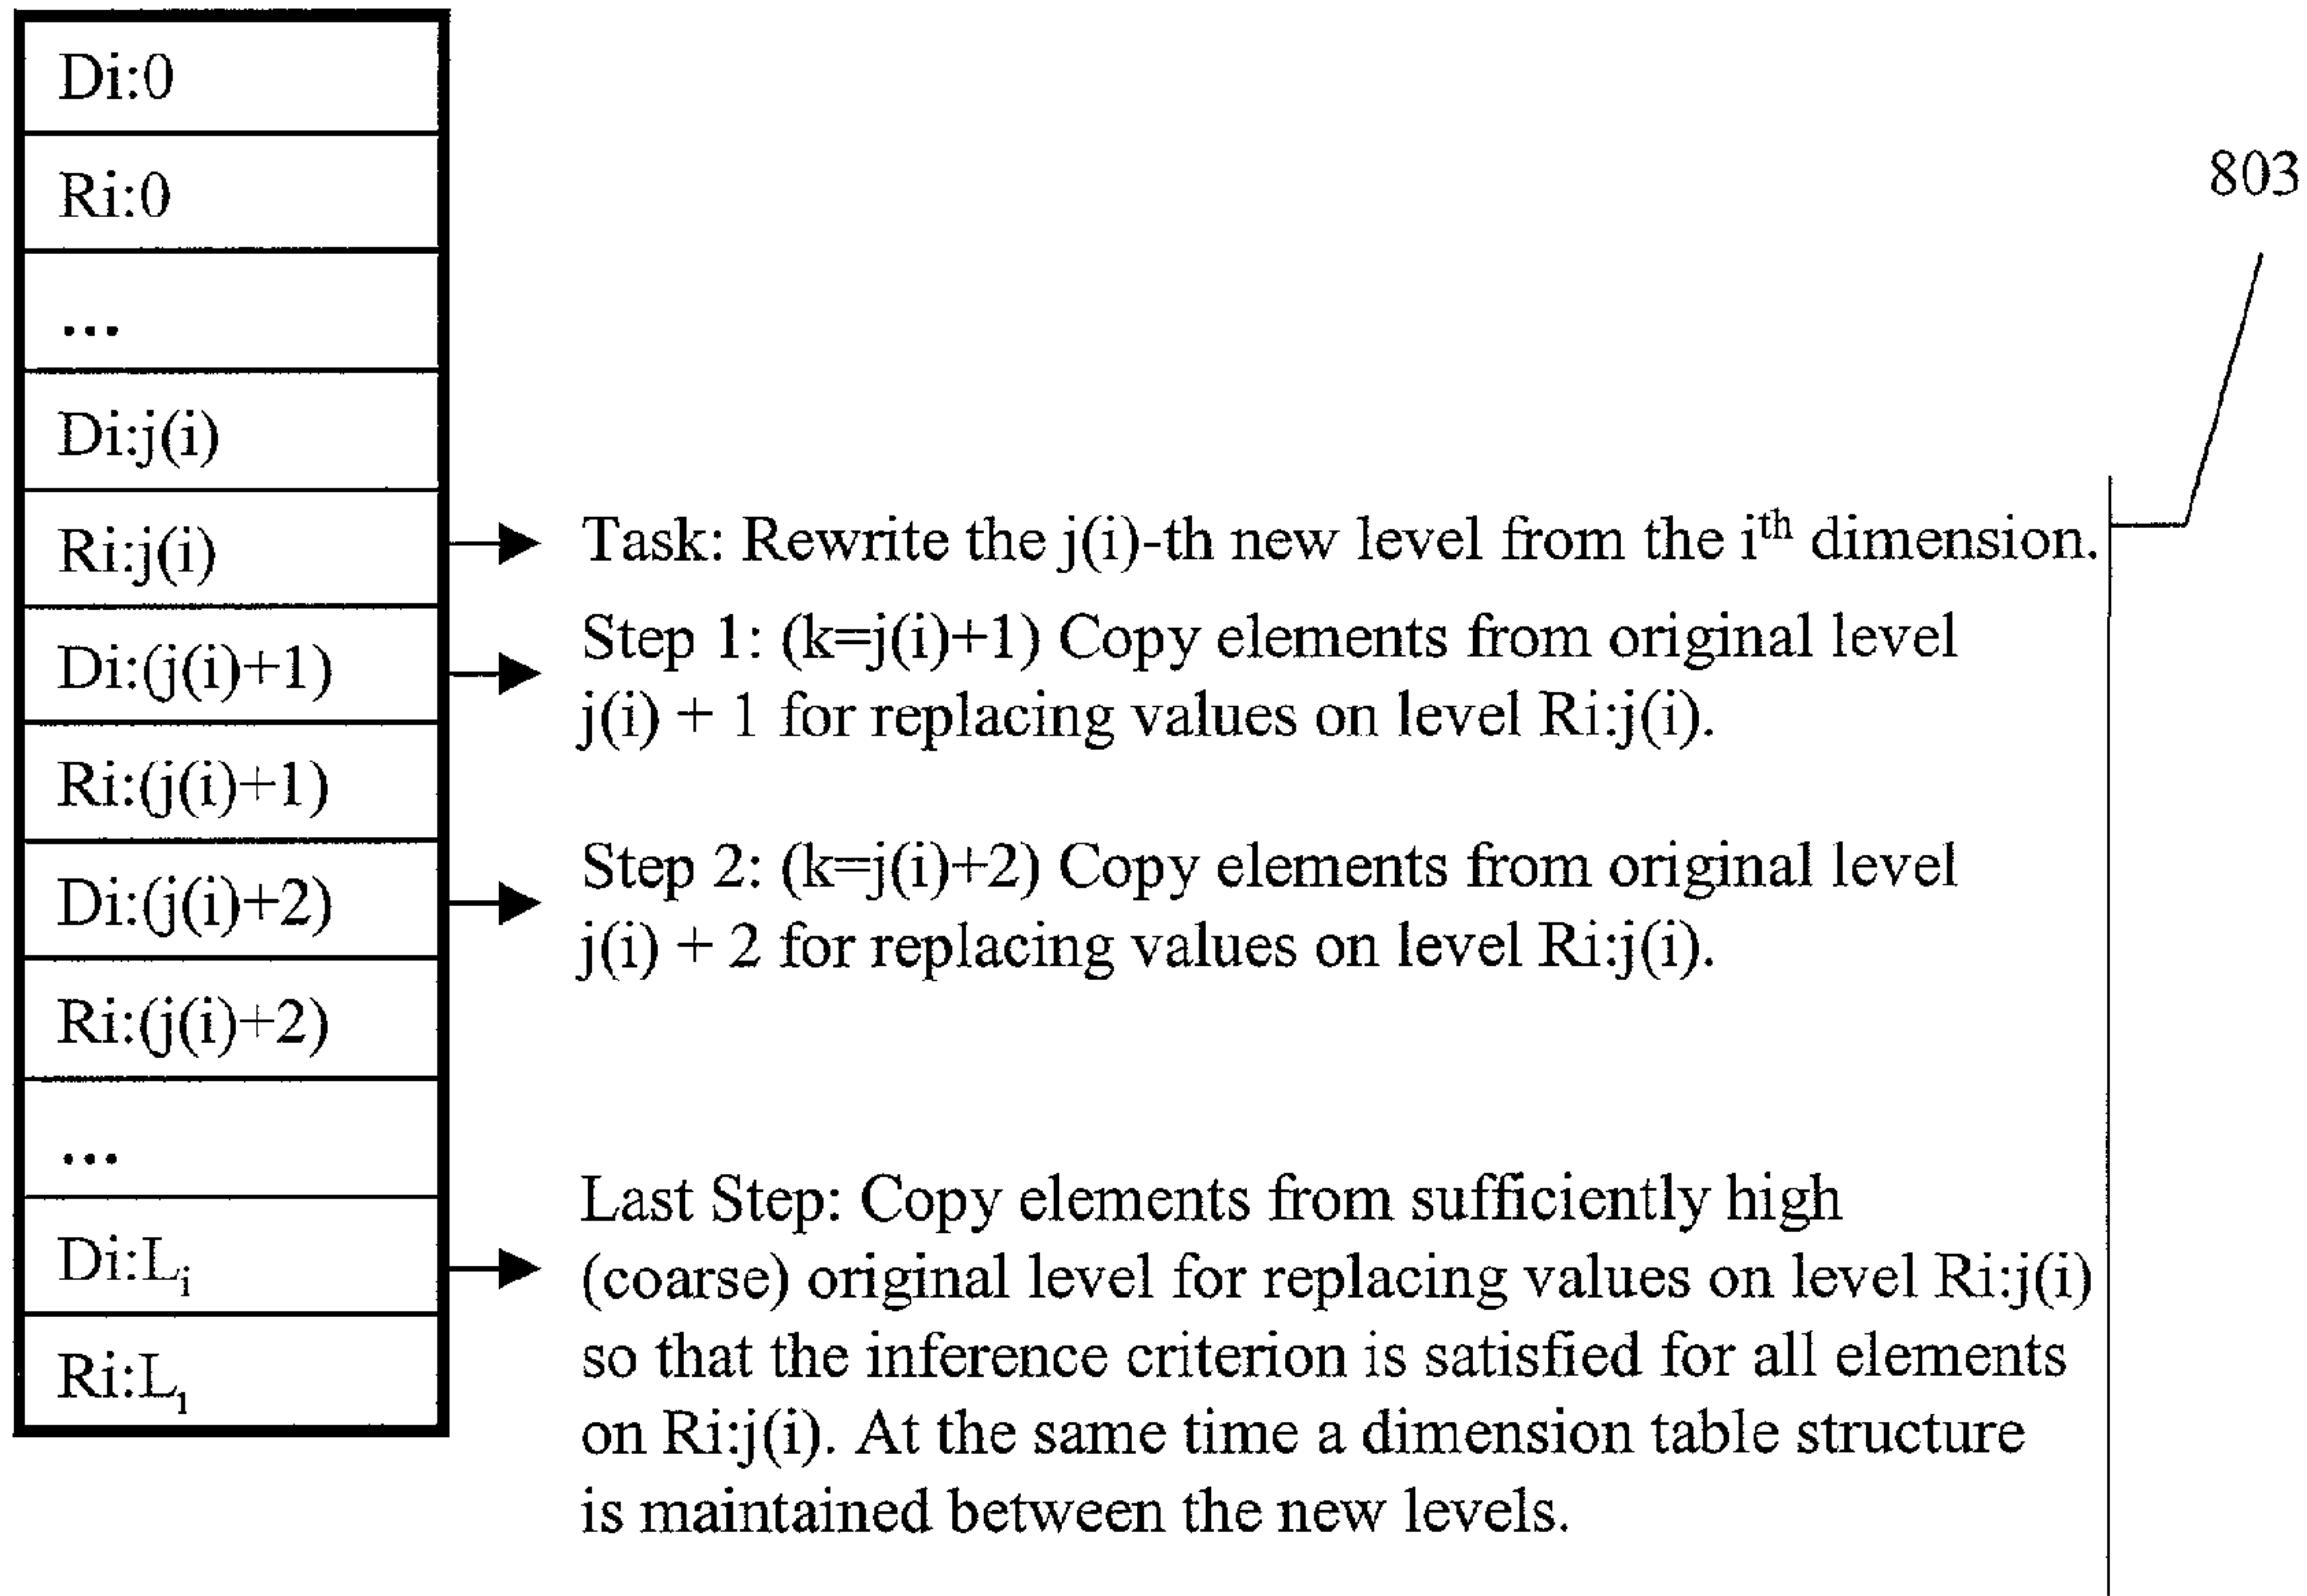 Di:0
Ri:0
...
Di:j(i)
Ri:j(i)
Di:(j(i)+1)
Ri:(j(i)+1)
Di:(j(i)+2)
Ri:(j(i)+2)
...
Di:Li
Ri:Li
803
Task: Rewrite the j(i)-th new level from the ith dimension.
Step 1: (k=j(i)+1) Copy elements from original level
j(i) + 1 for replacing values on level Ri:j(i).
Step 2: (k=j(i)+2) Copy elements from original level
j(i) + 2 for replacing values on level Ri:j(i).
Last Step: Copy elements from sufficiently high
(coarse) original level for replacing values on level Ri:j(i)
so that the inference criterion is satisfied for all elements
on Ri:j(i). At the same time a dimension table structure
is maintained between the new levels.